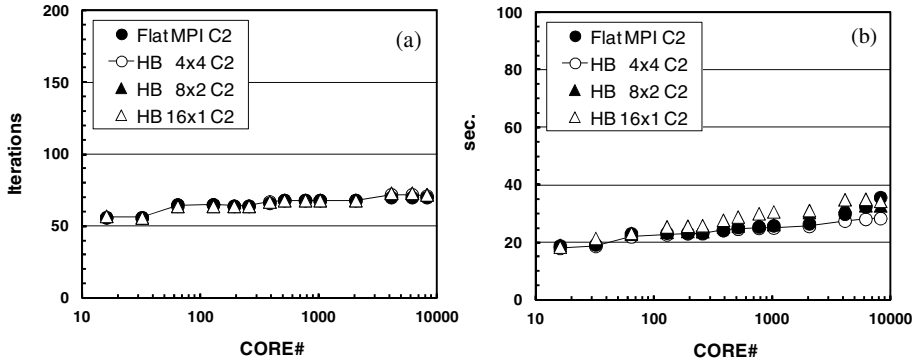 200
150
100
50
0
Iterations
(a)
Flat MPI C2
HB 4x4 C2
HB 8x2 C2
HB 16x1 C2
10
100
1000
10000
CORE#
100
80
60
40
20
0
sec.
(b)
Flat MPI C2
HB 4x4 C2
HB 8x2 C2
HB 16x1 C2
10
100
1000
10000
CORE#